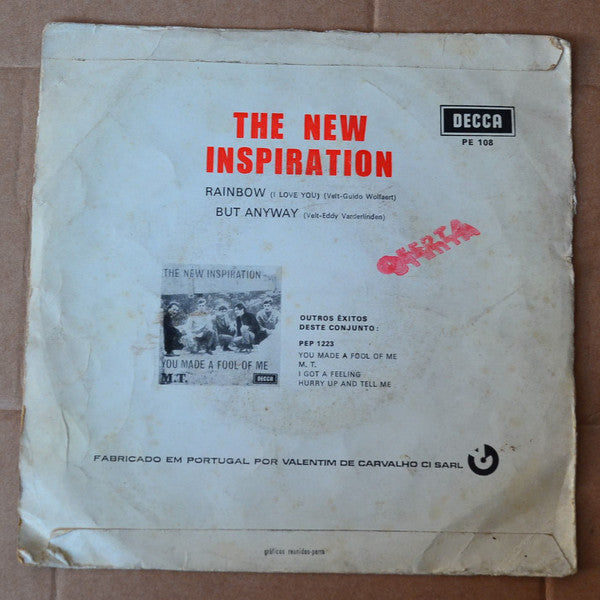 DECCA
PE 108
THE NEW
INSPIRATION
RAINBOW (I LOVE YOU) (Velt-Guido Wolfaert)
BUT ANYWAY (Velt-Eddy Varderlinden)
OFERTA
THE NEW INSPIRATION
YOU MADE A FOOL OF ME
M.T.
DECCA
OUTROS ÊXITOS
DESTE CONJUNTO:
PEP 1223
YOU MADE A FOOL OF ME
M. T.
I GOT A FEELING
HURRY UP AND TELL ME
FABRICADO EM PORTUGAL POR VALENTIM DE CARVALHO CI SARL
gráficos reunidos-porto